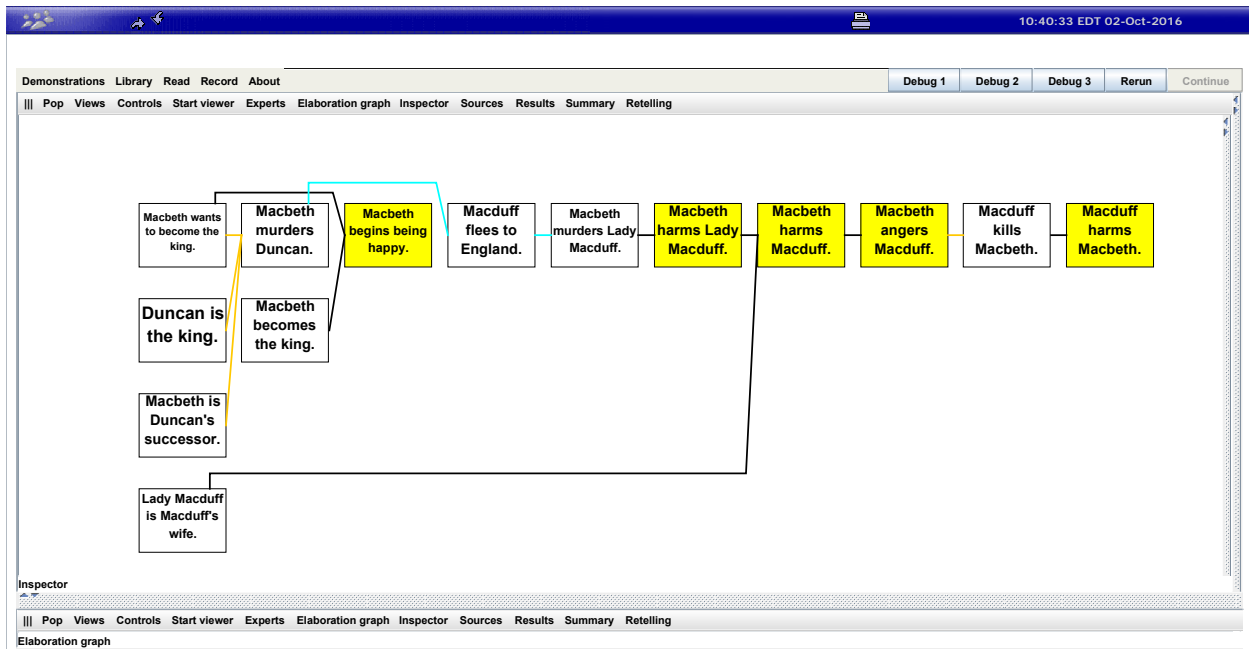 10:40:33 EDT 02-Oct-2016
Demonstrations Library Read Record About Debug 1 Debug 2 Debug 3 Rerun Continue
||| Pop Views Controls Start viewer Experts Elaboration graph Inspector Sources Results Summary Retelling
Macbeth wants
to become the
king.
Macbeth
murders
Duncan.
Macbeth
begins being
happy.
Macduff
flees to
England.
Macbeth
murders Lady
Macduff.
Macbeth
harms Lady
Macduff.
Macbeth
harms
Macduff.
Macbeth
angers
Macduff.
Macduff
kills
Macbeth.
Macduff
harms
Macbeth.
Duncan is
the king.
Macbeth
becomes
the king.
Macbeth is
Duncan's
successor.
Lady Macduff
is Macduff's
wife.
Inspector
||| Pop Views Controls Start viewer Experts Elaboration graph Inspector Sources Results Summary Retelling
Elaboration graph